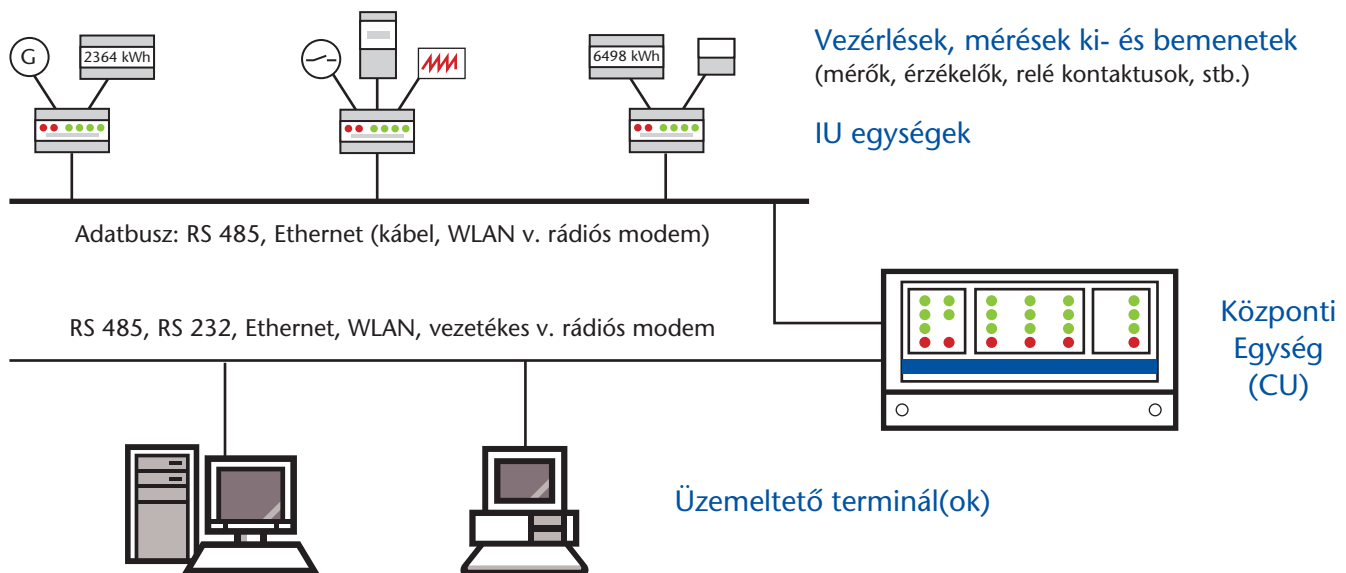 G
2364 kWh
6498 kWh
Vezérlések, mérések ki- és bemenetek
(mérők, érzékelők, relé kontaktusok, stb.)
IU egységek
Adatbusz: RS 485, Ethernet (kábel, WLAN v. rádiós modem)
RS 485, RS 232, Ethernet, WLAN, vezetékes v. rádiós modem
Központi
Egység
(CU)
Üzemeltető terminál(ok)